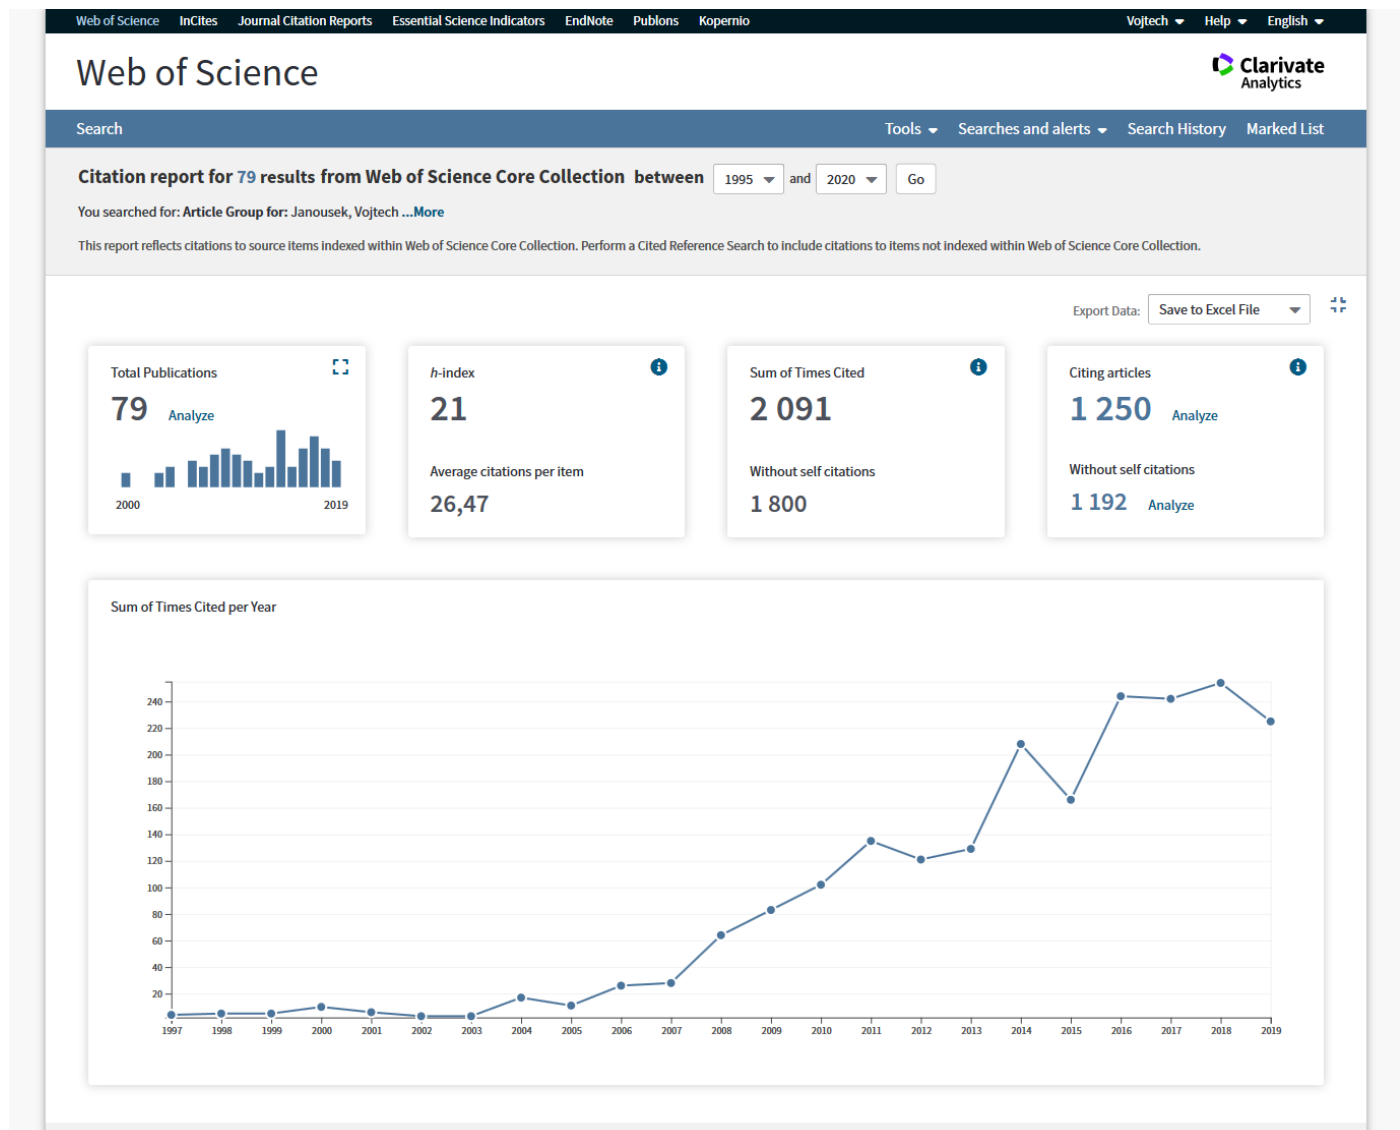 Web of Science InCites Journal Citation Reports Essential Science Indicators EndNote Publons Kopernio Vojtech Help English
Web of Science
Clarivate
Analytics
Search Tools Searches and alerts Search History Marked List
Citation report for 79 results from Web of Science Core Collection between 1995 and 2020 Go
You searched for: Article Group for: Janousek, Vojtech ...More
This report reflects citations to source items indexed within Web of Science Core Collection. Perform a Cited Reference Search to include citations to items not indexed within Web of Science Core Collection.
Export Data: Save to Excel File
Total Publications
79 Analyze
2000 2019
h-index
21
Average citations per item
26,47
Sum of Times Cited
2 091
Without self citations
1 800
Citing articles
1 250 Analyze
Without self citations
1 192 Analyze
Sum of Times Cited per Year
240
220
200
180
160
140
120
100
80
60
40
20
1997 1998 1999 2000 2001 2002 2003 2004 2005 2006 2007 2008 2009 2010 2011 2012 2013 2014 2015 2016 2017 2018 2019